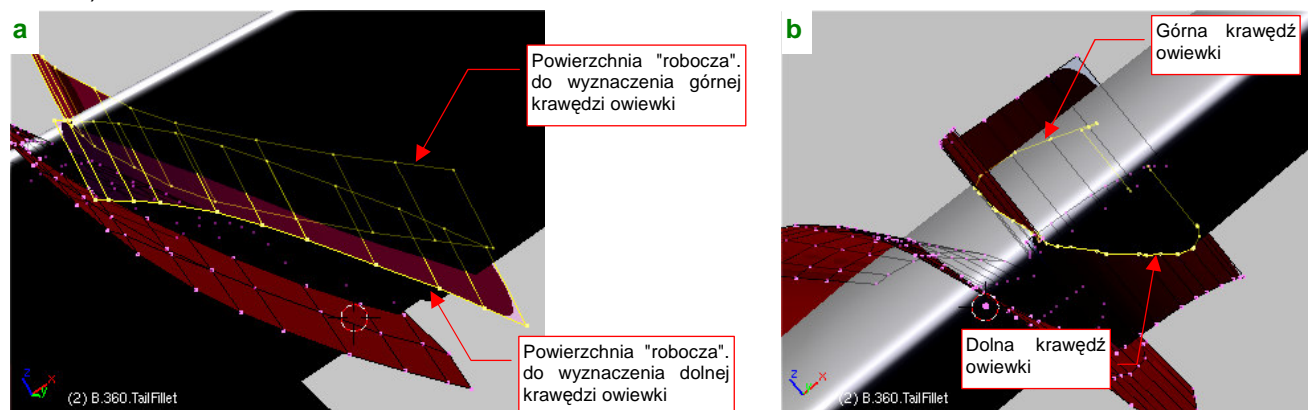 a
Powierzchnia "robocza".
do wyznaczenia górnej
krawędzi owiewki
Powierzchnia "robocza".
do wyznaczenia dolnej
krawędzi owiewki
z
x
y
(2) B.360.TailFillet
b
Górna krawędź
owiewki
Dolna krawędź
owiewki
z
x
y
(2) B.360.TailFillet